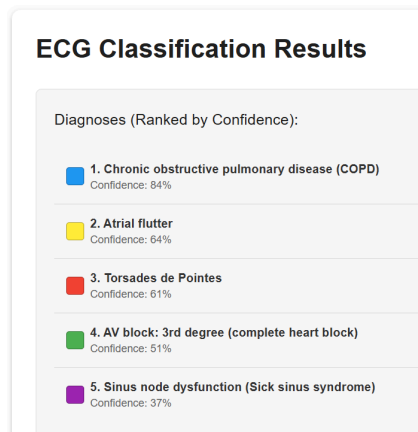 ECG Classification Results
Diagnoses (Ranked by Confidence):
1. Chronic obstructive pulmonary disease (COPD)
Confidence: 84%
2. Atrial flutter
Confidence: 64%
3. Torsades de Pointes
Confidence: 61%
4. AV block: 3rd degree (complete heart block)
Confidence: 51%
5. Sinus node dysfunction (Sick sinus syndrome)
Confidence: 37%